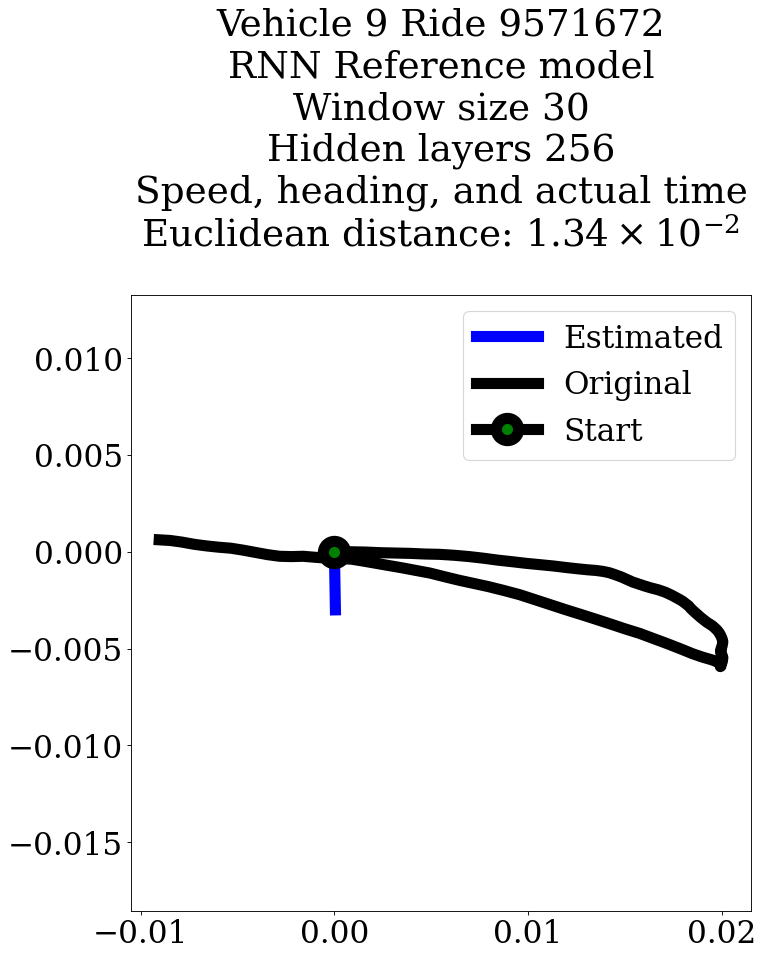 Vehicle 9 Ride 9571672
RNN Reference model
Window size 30
Hidden layers 256
Speed, heading, and actual time
Euclidean distance: 1.34 × 10⁻²
Estimated
Original
Start
0.010
0.005
0.000
−0.005
−0.010
−0.015
−0.01 0.00 0.01 0.02